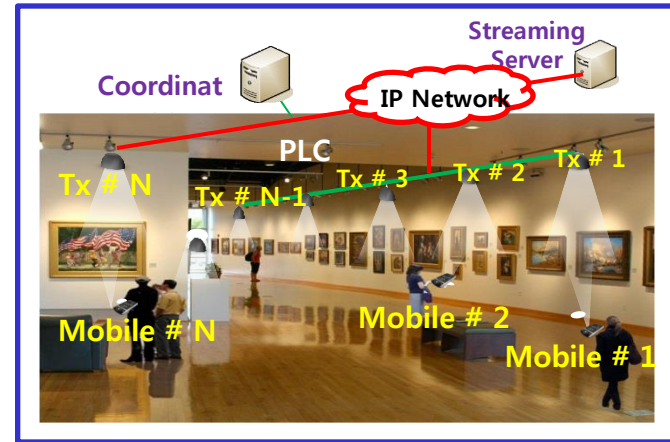 Streaming
Server
Coordinat
IP Network
PLC
Tx # 1
Tx # 2
Tx # 3
Tx # N-1
Tx # N
Mobile # N
Mobile # 2
Mobile # 1